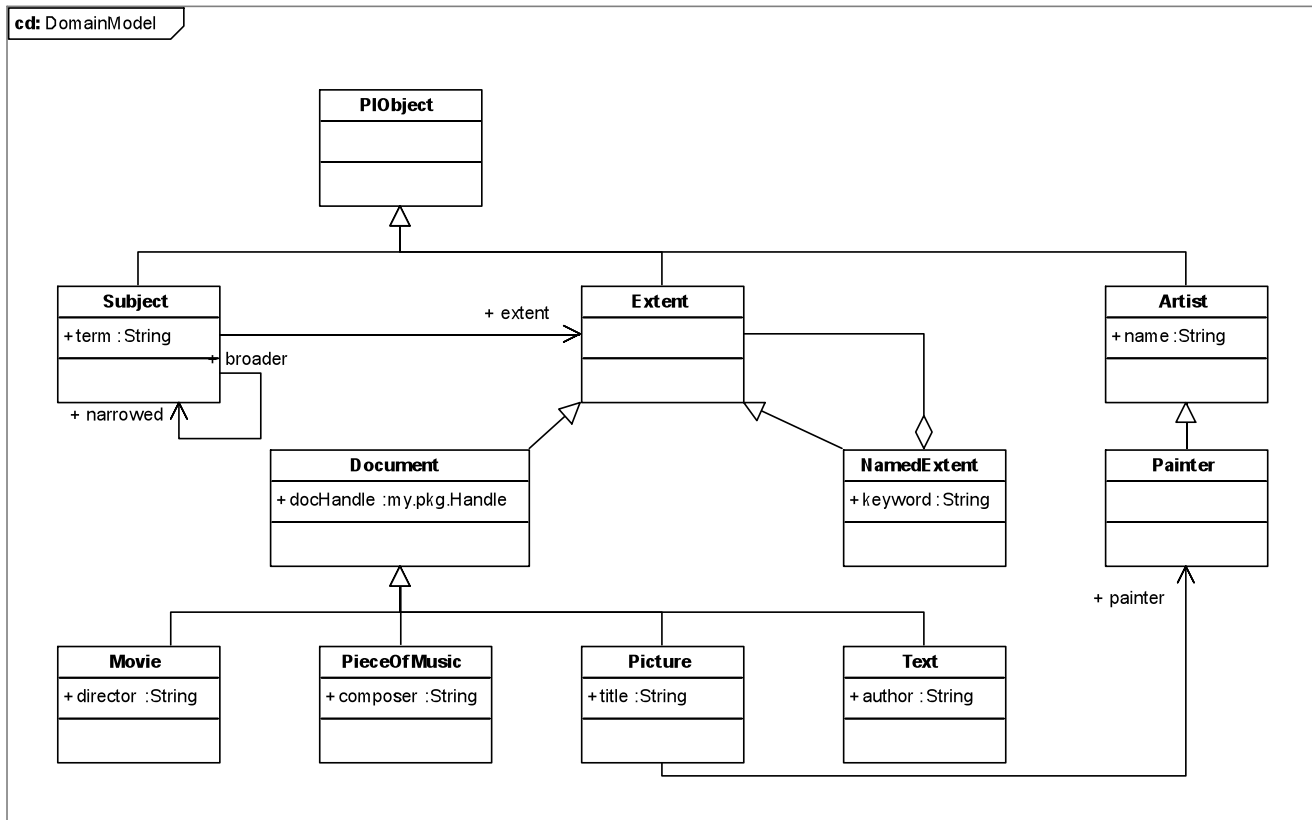 cd: DomainModel
PIObject
Subject
+term :String
+ extent
Extent
Artist
+name :String
+ broader
+ narrowed
Document
+docHandle :my.pkg.Handle
NamedExtent
+keyword :String
Painter
+ painter
Movie
+director :String
PieceOfMusic
+composer :String
Picture
+title :String
Text
+author :String